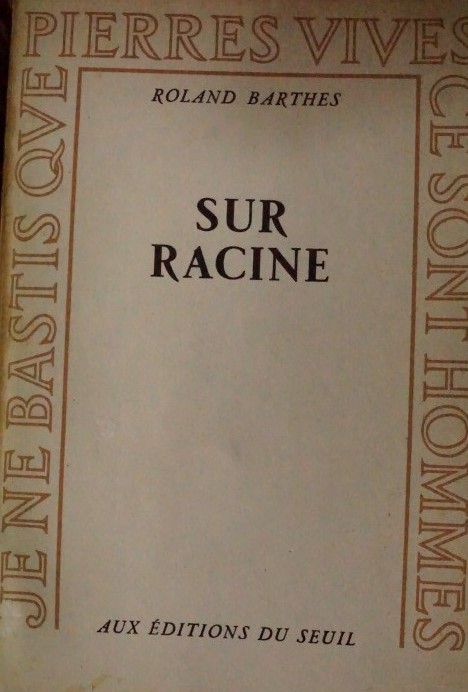 JE NE BASTIS QVE
PIERRES VIVES
CE SONT HOMMES
ROLAND BARTHES
SUR
RACINE
AUX ÉDITIONS DU SEUIL